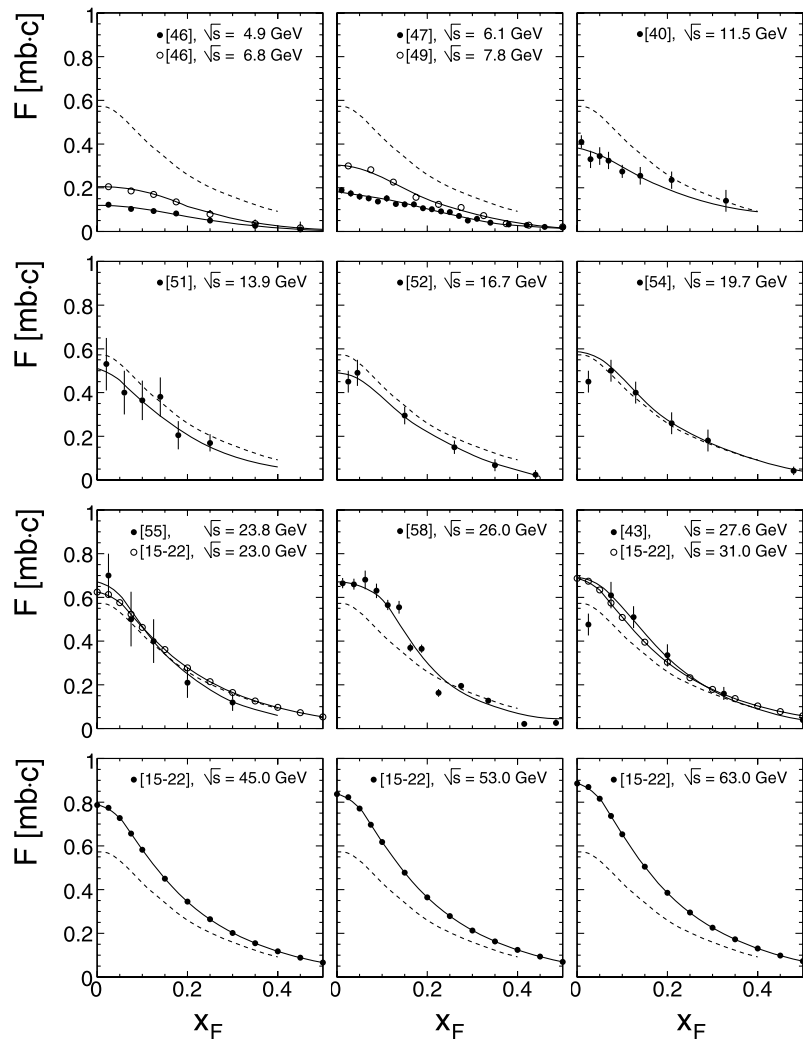 F [mb·c]
1
0.8
0.6
0.4
0.2
0
[46], √s = 4.9 GeV
[46], √s = 6.8 GeV
[47], √s = 6.1 GeV
[49], √s = 7.8 GeV
[40], √s = 11.5 GeV
F [mb·c]
1
0.8
0.6
0.4
0.2
0
[51], √s = 13.9 GeV
[52], √s = 16.7 GeV
[54], √s = 19.7 GeV
F [mb·c]
1
0.8
0.6
0.4
0.2
0
[55], √s = 23.8 GeV
[15-22] √s = 23.0 GeV
[58], √s = 26.0 GeV
[43], √s = 27.6 GeV
[15-22], √s = 31.0 GeV
F [mb·c]
1
0.8
0.6
0.4
0.2
0
[15-22], √s = 45.0 GeV
[15-22], √s = 53.0 GeV
[15-22], √s = 63.0 GeV
0 0.2 0.4 0 0.2 0.4 0 0.2 0.4
x_F x_F x_F